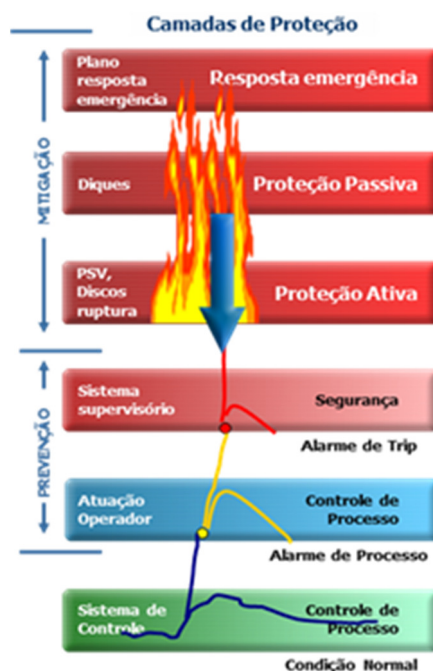 Camadas de Proteção
MITIGAÇÃO
Plano
resposta
emergência
Resposta emergência
Diques
Proteção Passiva
PSV,
Discos
ruptura
Proteção Ativa
PREVENÇÃO
Sistema
supervisório
Segurança
Alarme de Trip
Atuação
Operador
Controle de
Processo
Alarme de Processo
Sistema de
Controle
Controle de
Processo
Condição Normal